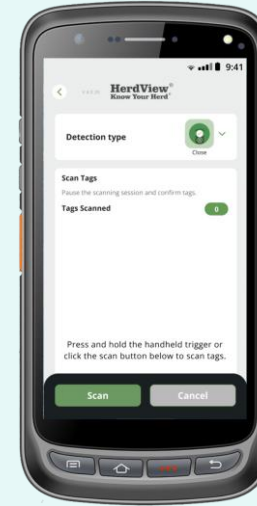 9:41
HerdView®
Know Your Herd®
Detection type
Close
Scan Tags
Pause the scanning session and confirm tags.
Tags Scanned
0
Press and hold the handheld trigger or
click the scan button below to scan tags.
Scan
Cancel